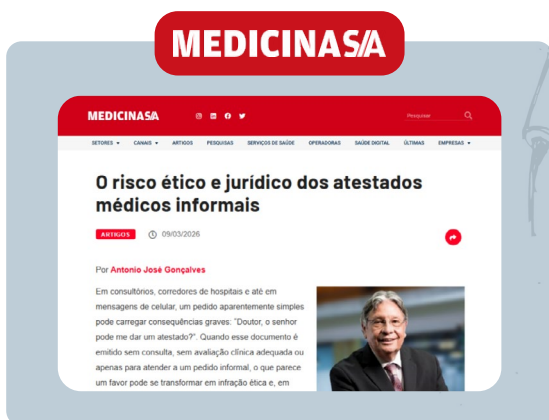 MEDICINASA
MEDICINASA
Pesquisar
SETORES CANAIS ARTIGOS PESQUISAS SERVIÇOS DE SAÚDE OPERADORAS SAÚDE DIGITAL ÚLTIMAS EMPRESAS
O risco ético e jurídico dos atestados
médicos informais
ARTIGOS 09/03/2026
Por Antonio José Gonçalves
Em consultórios, corredores de hospitais e até em
mensagens de celular, um pedido aparentemente simples
pode carregar consequências graves: “Doutor, o senhor
pode me dar um atestado?”. Quando esse documento é
emitido sem consulta, sem avaliação clínica adequada ou
apenas para atender a um pedido informal, o que parece
um favor pode se transformar em infração ética e, em